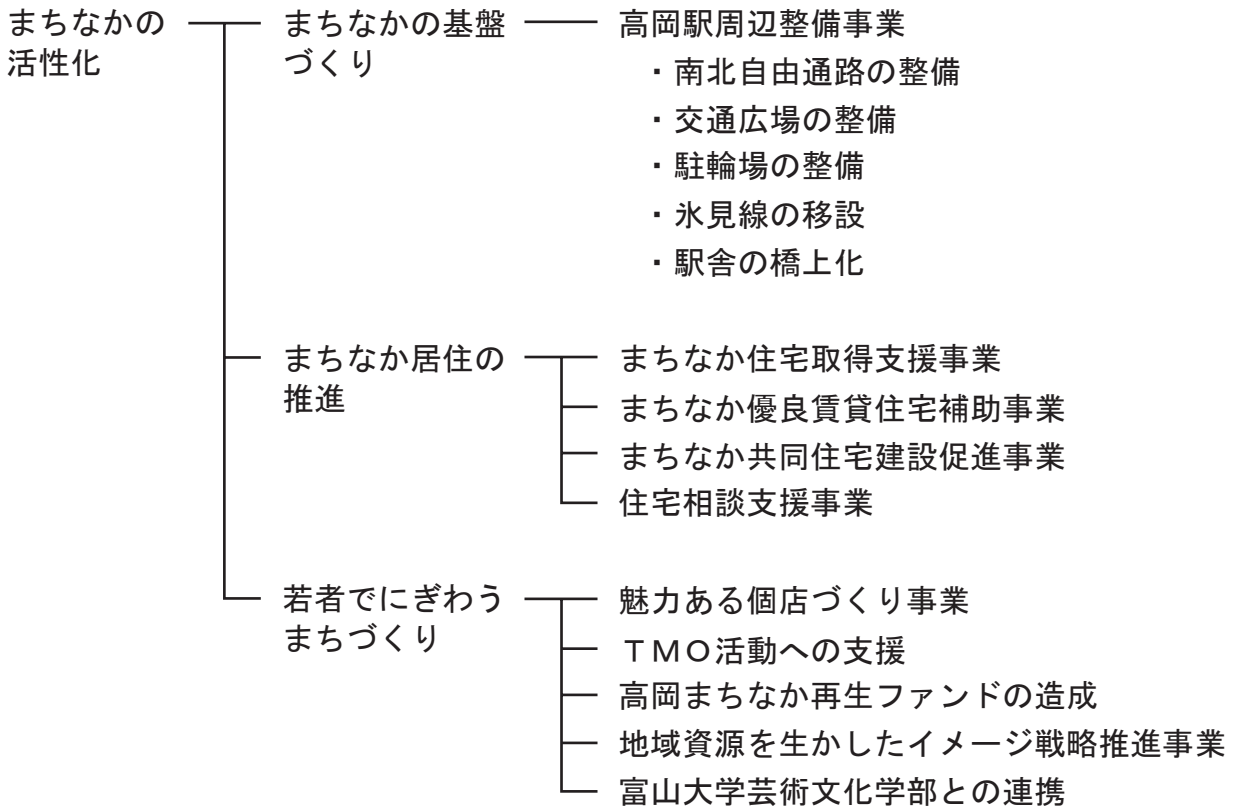 まちなかの
活性化
まちなかの基盤
づくり
高岡駅周辺整備事業
・南北自由通路の整備
・交通広場の整備
・駐輪場の整備
・氷見線の移設
・駅舎の橋上化
まちなか居住の
推進
まちなか住宅取得支援事業
まちなか優良賃貸住宅補助事業
まちなか共同住宅建設促進事業
住宅相談支援事業
若者でにぎわう
まちづくり
魅力ある個店づくり事業
ＴＭＯ活動への支援
高岡まちなか再生ファンドの造成
地域資源を生かしたイメージ戦略推進事業
富山大学芸術文化学部との連携